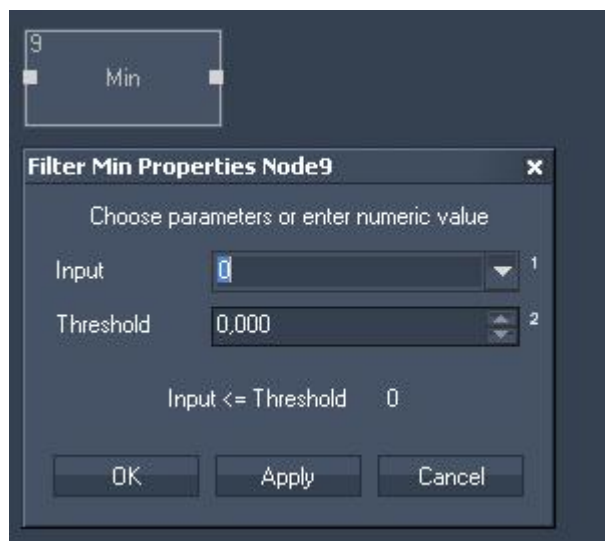 9
Min
Filter Min Properties Node9 x
Choose parameters or enter numeric value
Input 0 1
Threshold 0,000 2
Input <= Threshold 0
OK Apply Cancel